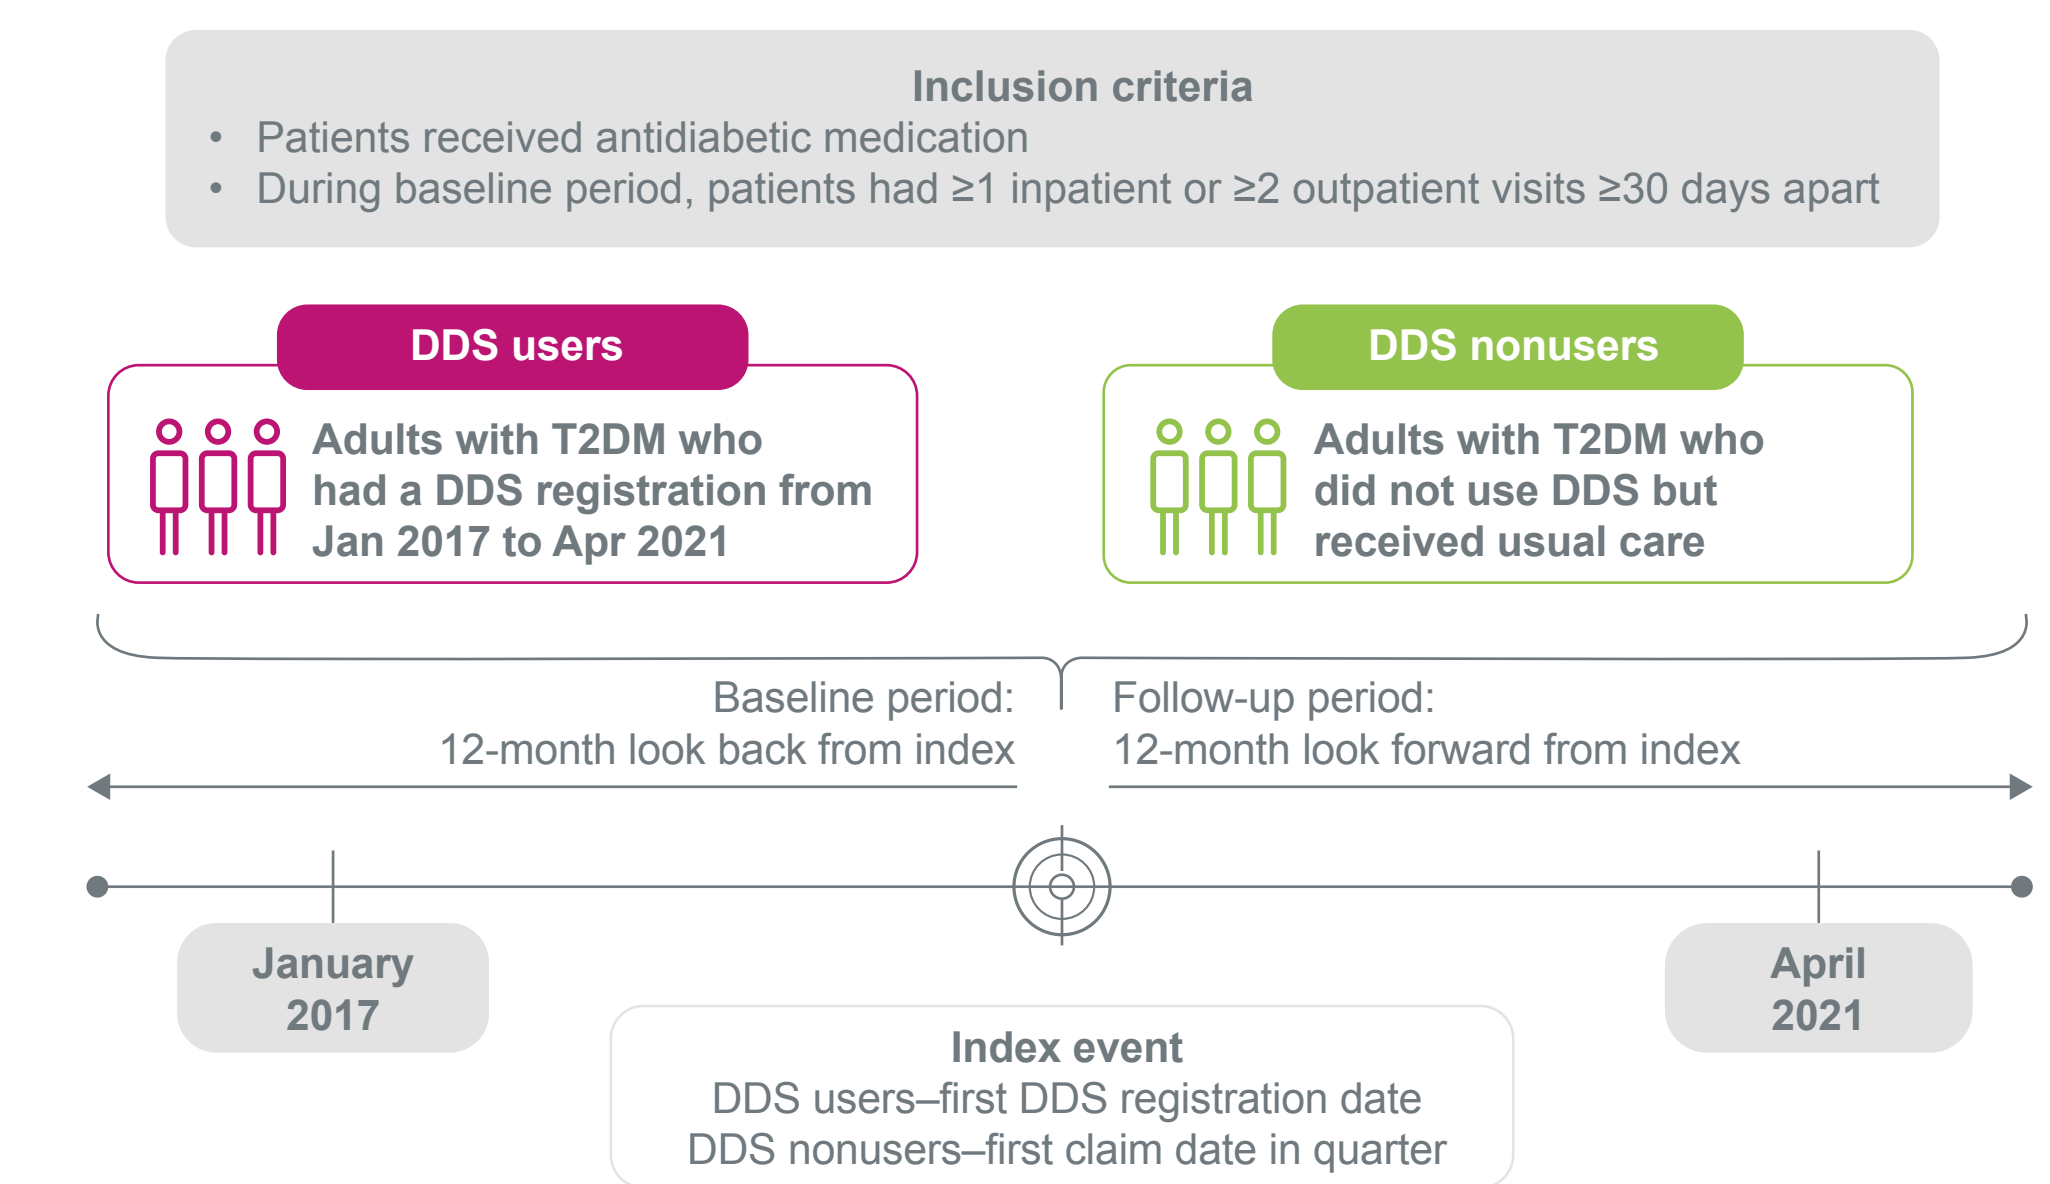 Inclusion criteria
• Patients received antidiabetic medication
• During baseline period, patients had ≥1 inpatient or ≥2 outpatient visits ≥30 days apart
DDS users
Adults with T2DM who
had a DDS registration from
Jan 2017 to Apr 2021
DDS nonusers
Adults with T2DM who
did not use DDS but
received usual care
Baseline period:
12-month look back from index
Follow-up period:
12-month look forward from index
January
2017
April
2021
Index event
DDS users–first DDS registration date
DDS nonusers–first claim date in quarter